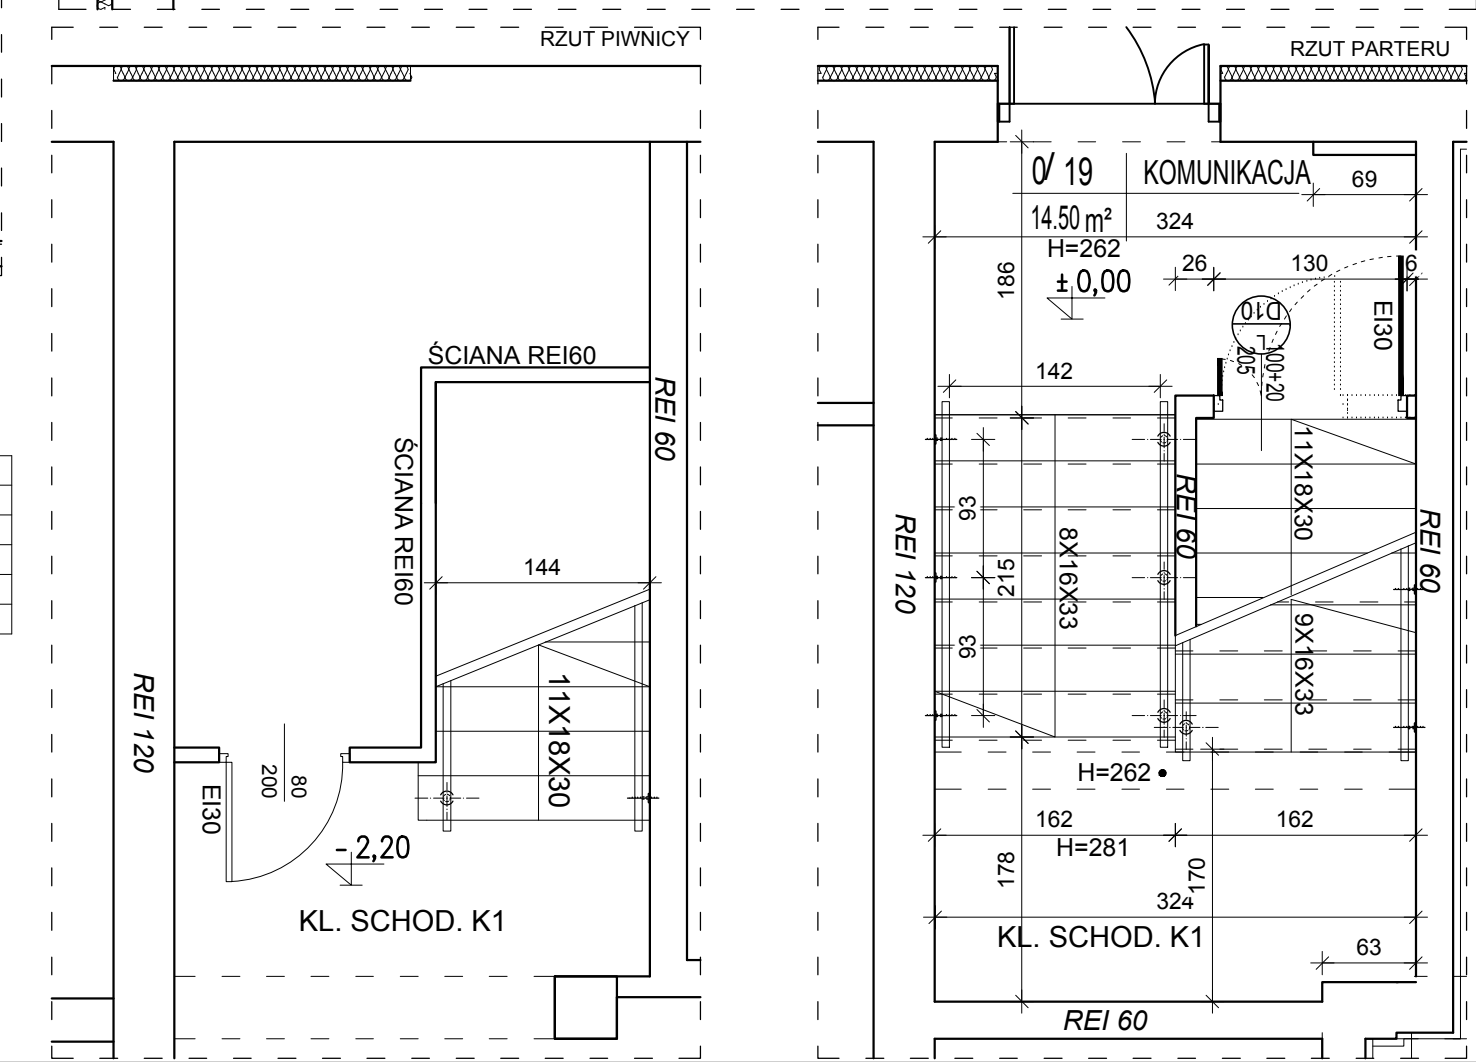 RZUT PIWNICY
ŚCIANA REI60
REI 60
ŚCIANA REI60
144
11X18X30
REI 120
80
200
EI30
- 2,20
KL. SCHOD. K1
RZUT PARTERU
0/ 19 KOMUNIKACJA
69
14.50 m²
324
H=262
26
130
6
± 0,00
186
D10
L
EI30
100+20
205
142
11X18X30
93
REI 60
REI 120
8X16X33
REI 60
215
93
9X16X33
H=262
162
162
H=281
178
170
324
KL. SCHOD. K1
63
REI 60